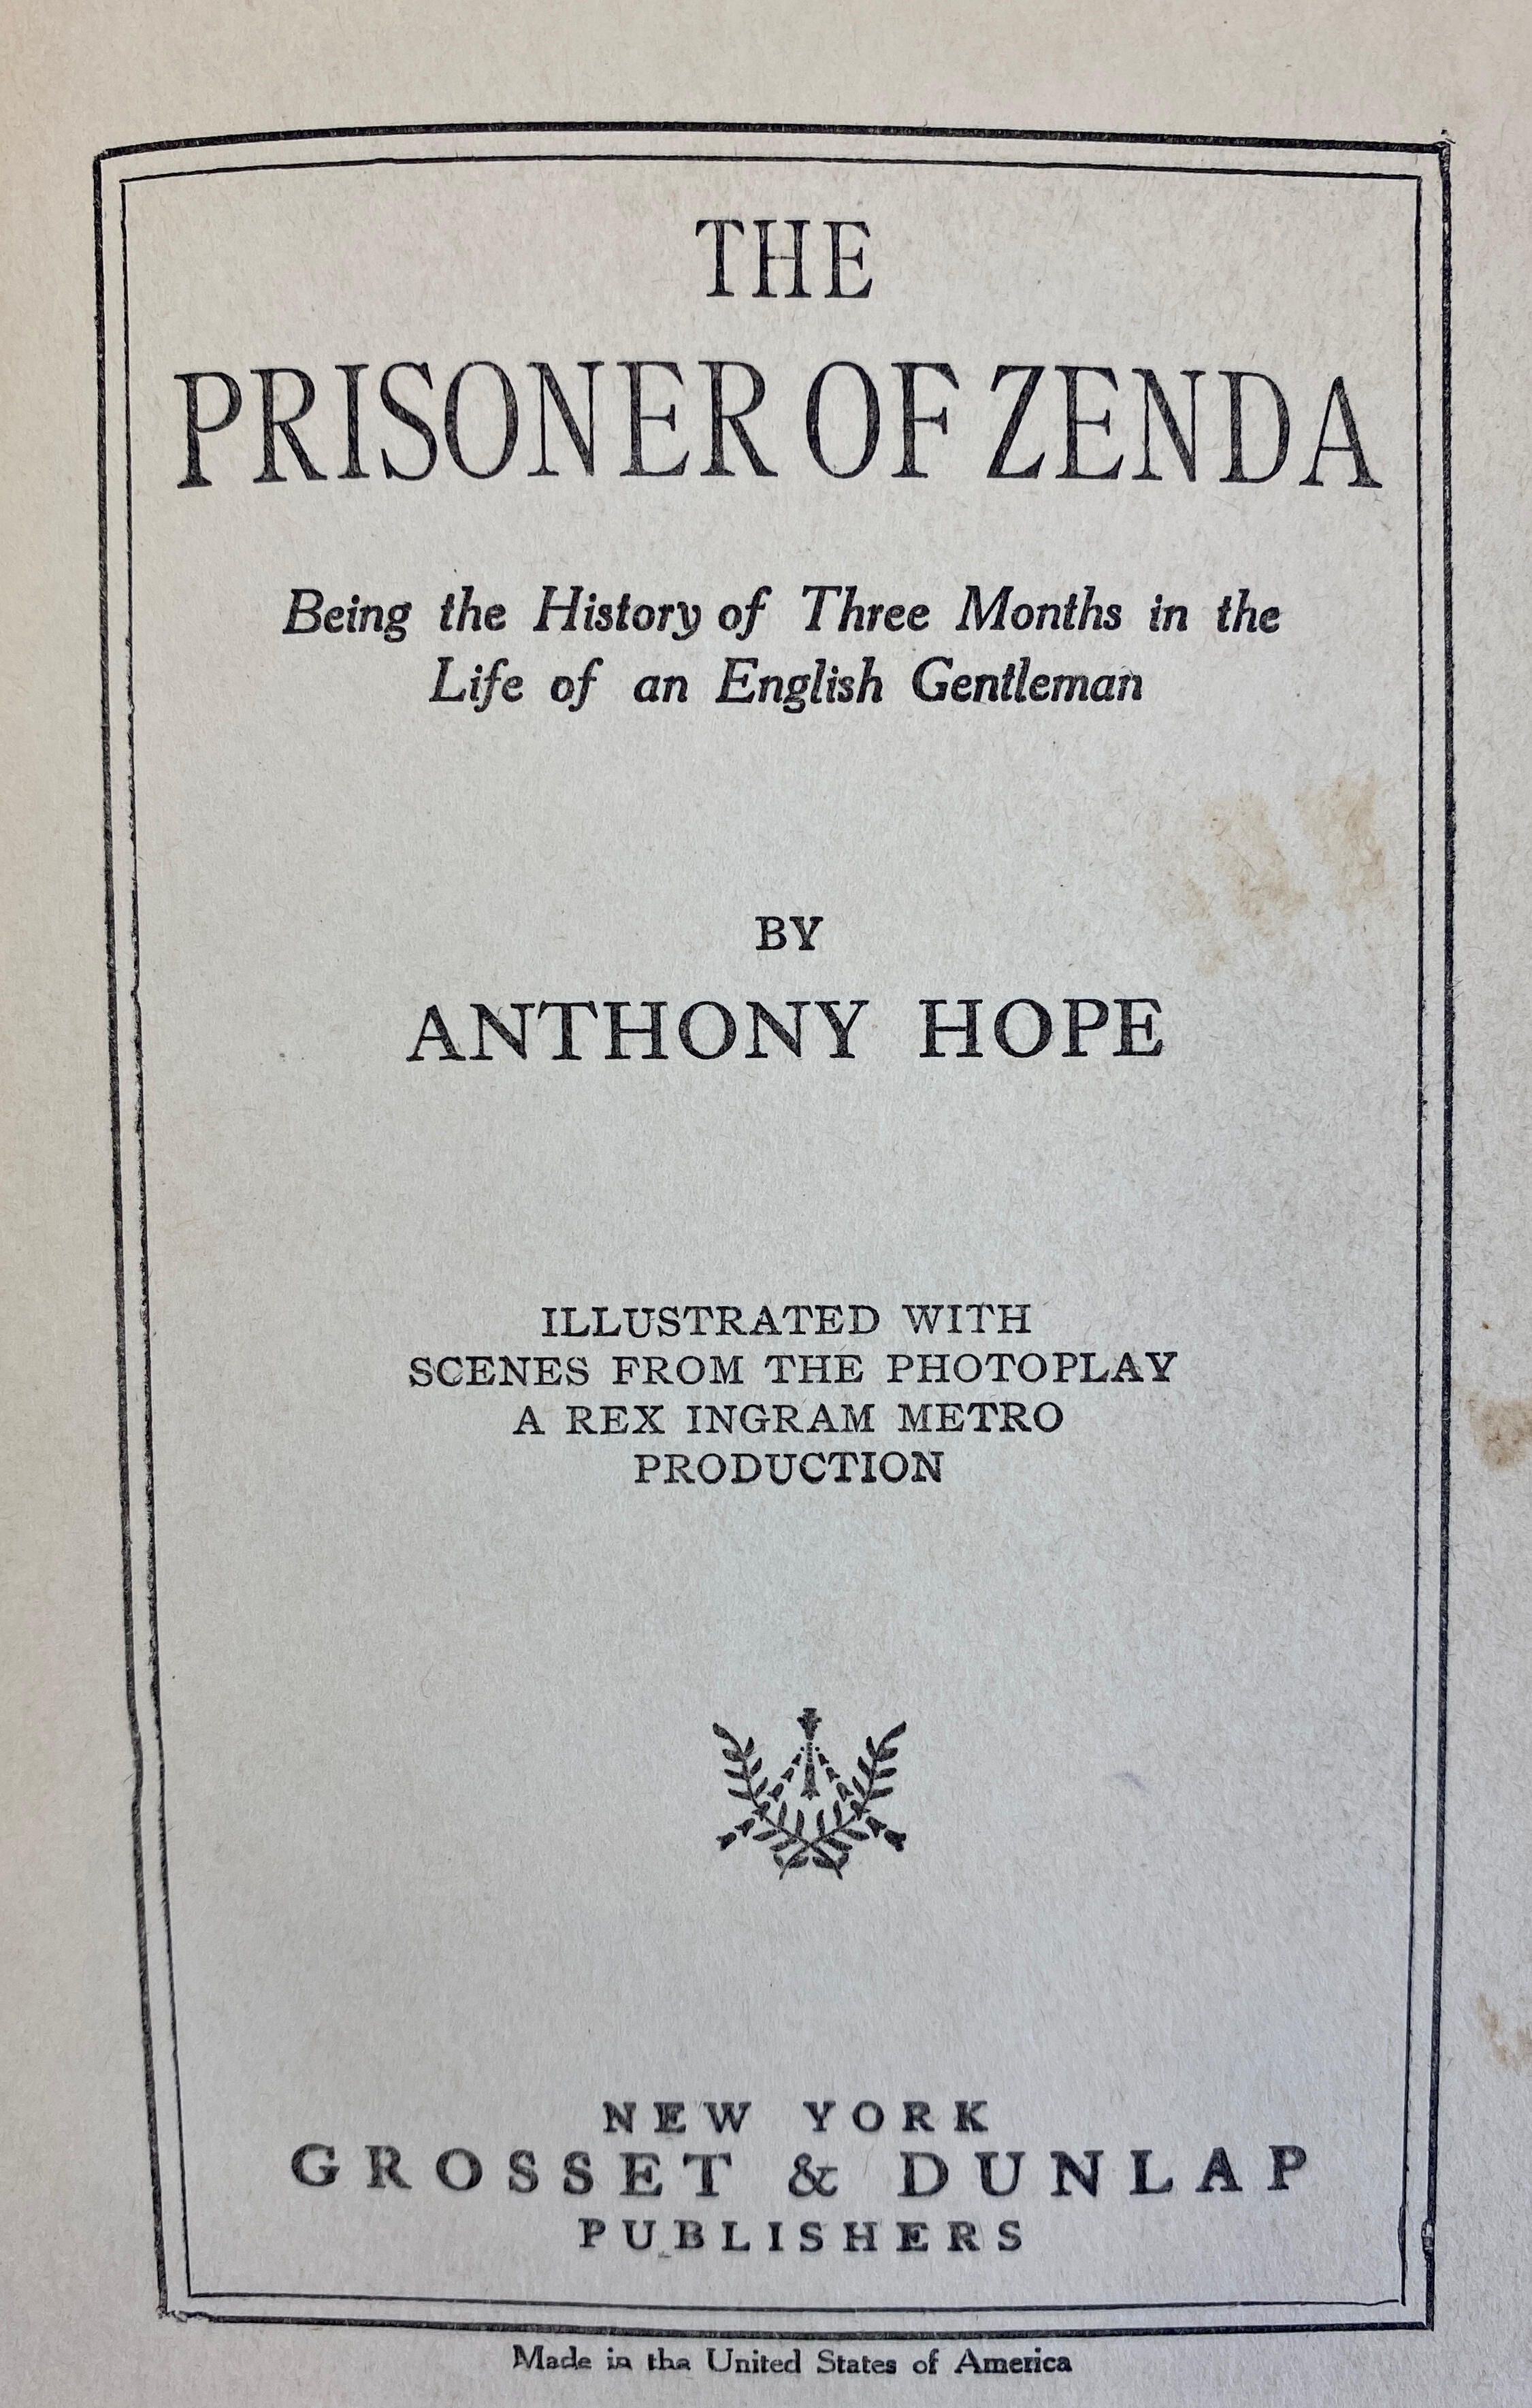 THE
PRISONER OF ZENDA
Being the History of Three Months in the
Life of an English Gentleman
BY
ANTHONY HOPE
ILLUSTRATED WITH
SCENES FROM THE PHOTOPLAY
A REX INGRAM METRO
PRODUCTION
NEW YORK
GROSSET & DUNLAP
PUBLISHERS
Made in the United States of America